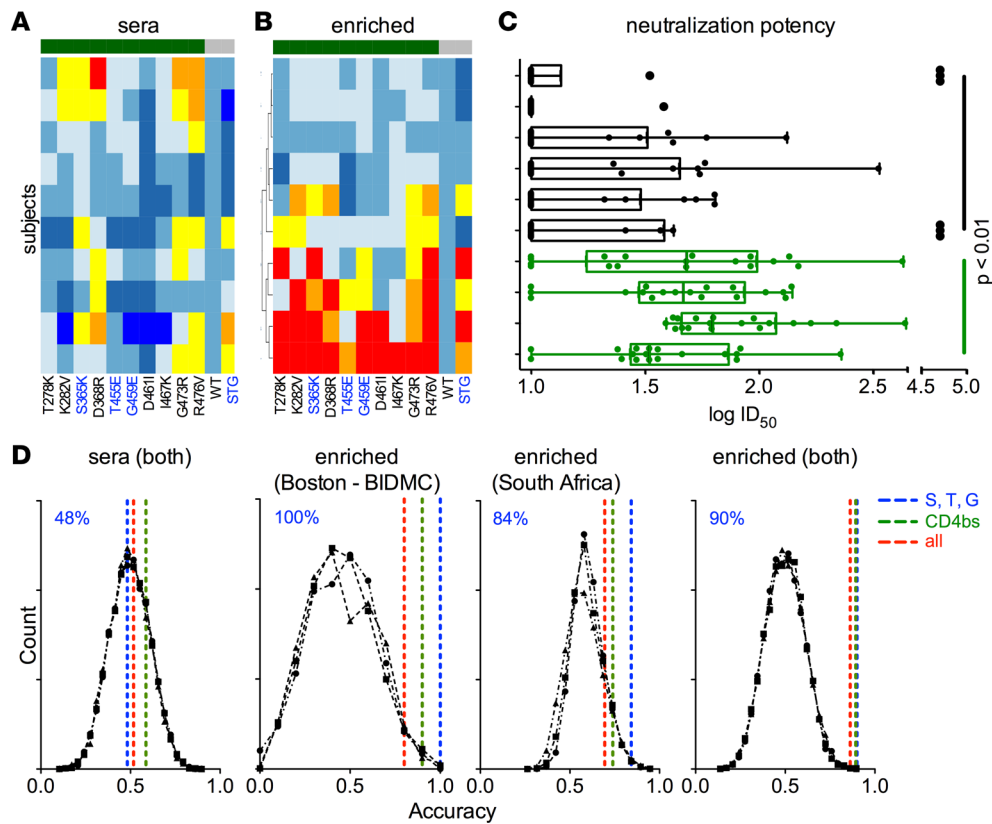 A
sera
B
enriched
C
neutralization potency
subjects
T278K
K282V
S365K
D368R
T455E
G459E
D461I
I467K
G473R
R476V
WT
STG
T278K
K282V
S365K
D368R
T455E
G459E
D461I
I467K
G473R
R476V
WT
STG
p < 0.01
1.0 1.5 2.0 2.5 4.5 5.0
log ID50
D
sera (both)
enriched
(Boston - BIDMC)
enriched
(South Africa)
enriched (both)
48%
100%
84%
90%
S, T, G
CD4bs
all
Count
0.0 0.5 1.0
0.0 0.5 1.0
0.0 0.5 1.0
0.0 0.5 1.0
Accuracy